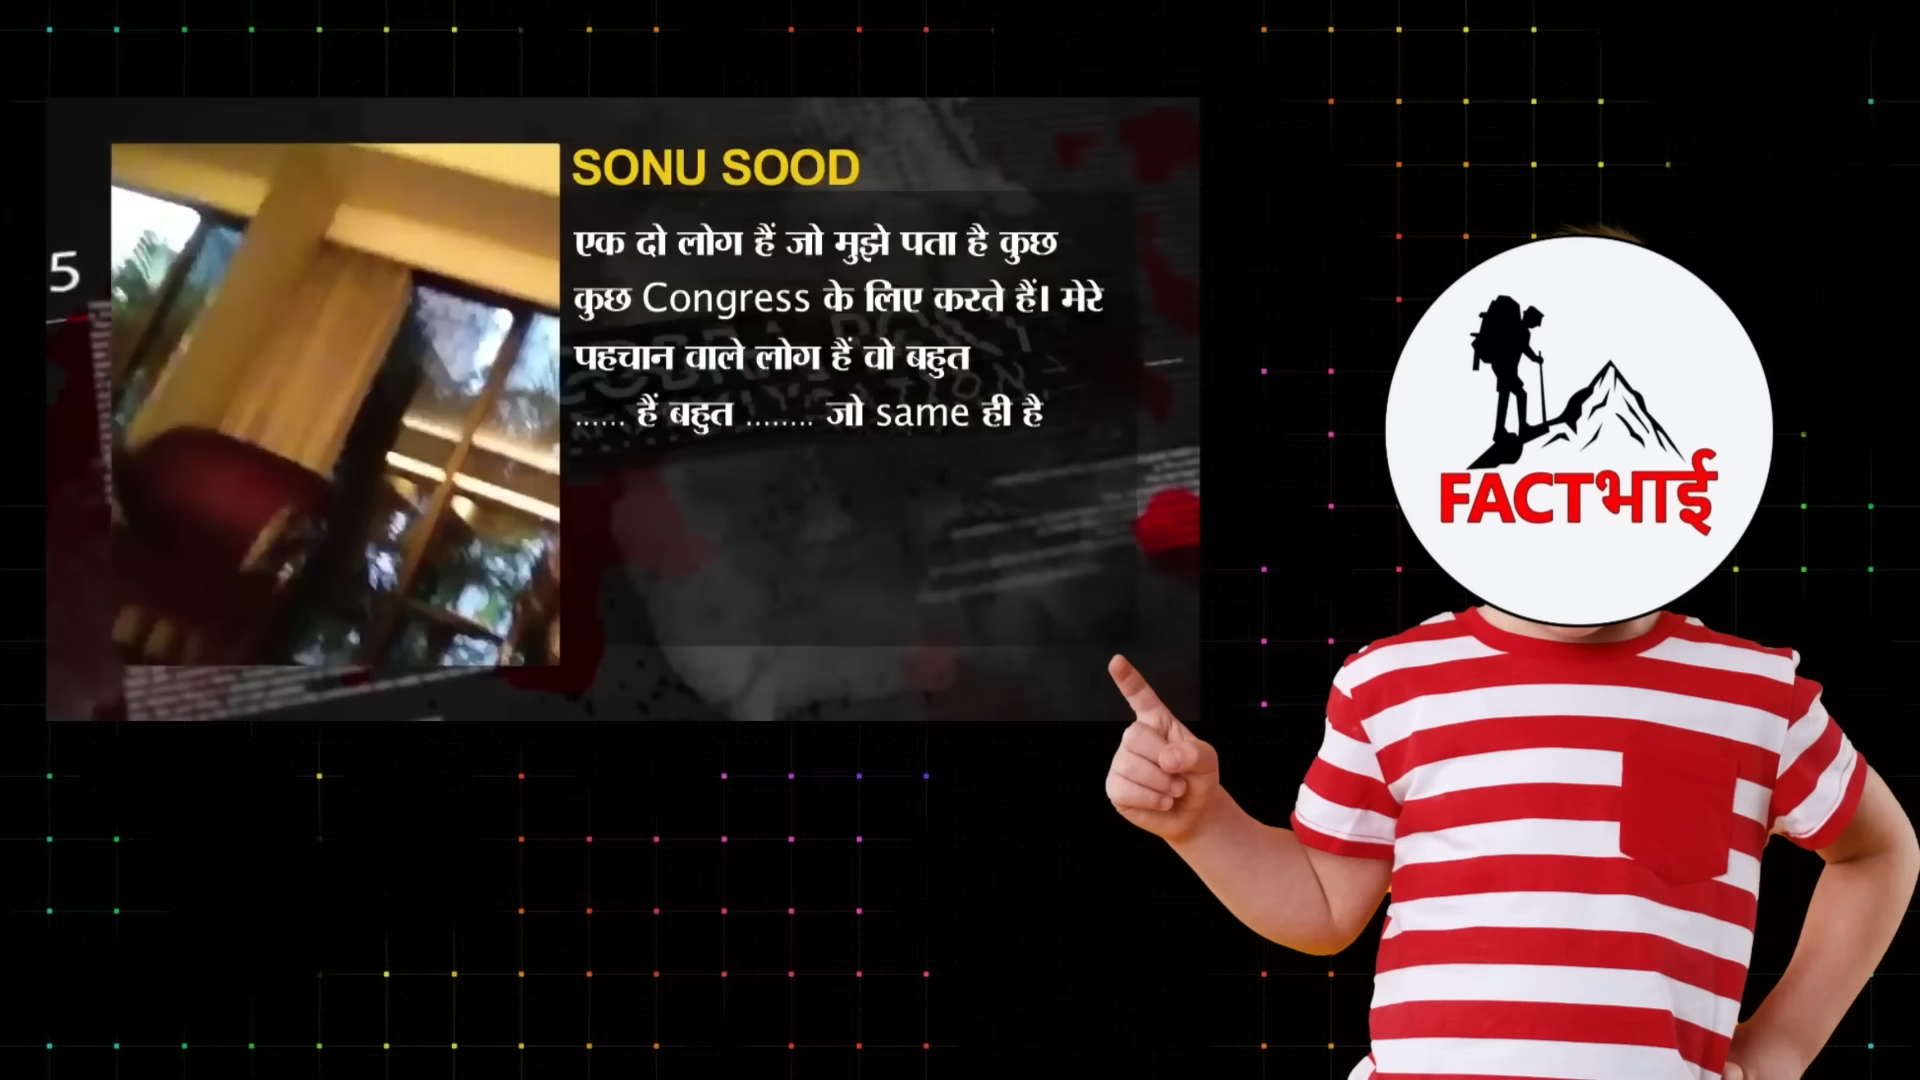 5
SONU SOOD
एक दो लोग हैं जो मुझे पता है कुछ
कुछ Congress के लिए करते हैं। मेरे
पहचान वाले लोग हैं वो बहुत
...... हैं बहुत ........ जो same ही है
FACTभाई